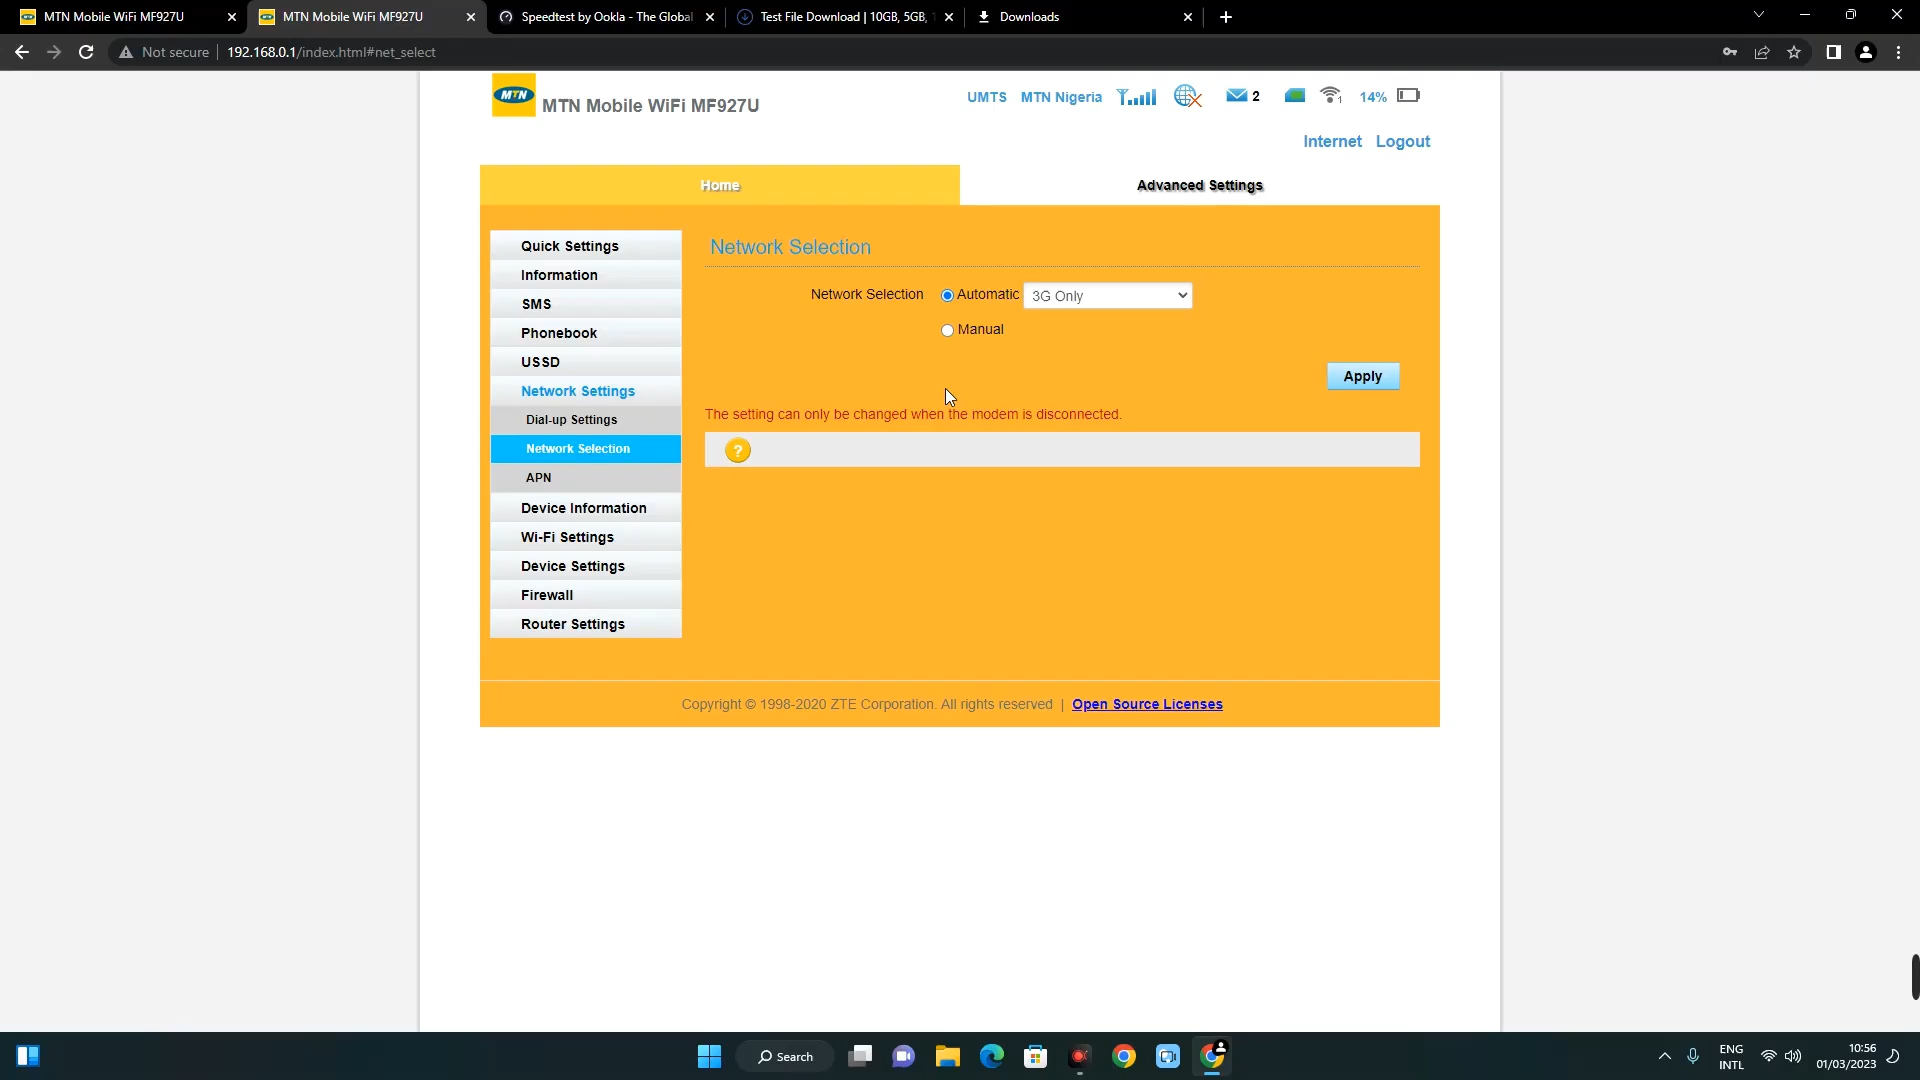 MTN Mobile WiFi MF927U
MTN Mobile WiFi MF927U
Speedtest by Ookla - The Global
Test File Download | 10GB, 5GB,
Downloads
Not secure
192.168.0.1/index.html#net_select
MTN
MTN Mobile WiFi MF927U
UMTS MTN Nigeria 2 1 14%
Internet Logout
Home
Advanced Settings
Quick Settings
Information
SMS
Phonebook
USSD
Network Settings
Dial-up Settings
Network Selection
APN
Device Information
Wi-Fi Settings
Device Settings
Firewall
Router Settings
Network Selection
Network Selection Automatic 3G Only
Manual
Apply
The setting can only be changed when the modem is disconnected.
?
Copyright © 1998-2020 ZTE Corporation. All rights reserved | Open Source Licenses
Search
ENG
INTL
10:56
01/03/2023